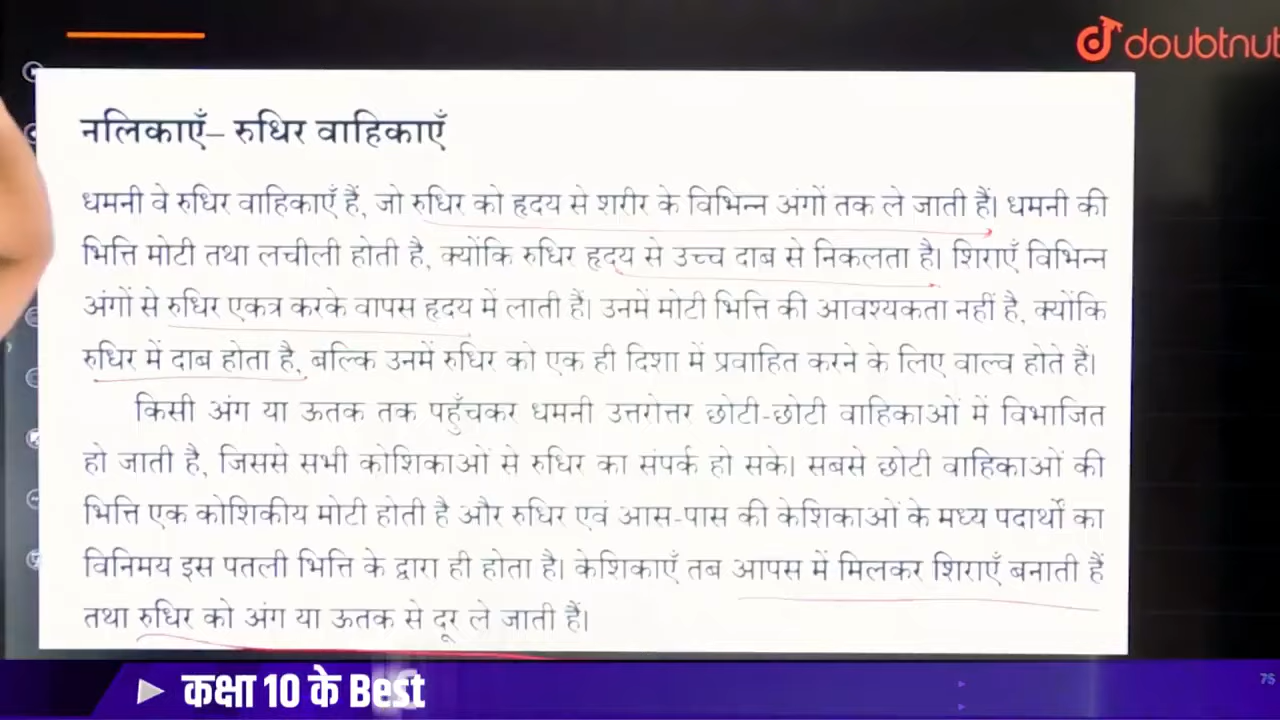 doubtnut
नलिकाएँ– रुधिर वाहिकाएँ
धमनी वे रुधिर वाहिकाएँ हैं, जो रुधिर को हृदय से शरीर के विभिन्न अंगों तक ले जाती हैं। धमनी की
भित्ति मोटी तथा लचीली होती है, क्योंकि रुधिर हृदय से उच्च दाब से निकलता है। शिराएँ विभिन्न
अंगों से रुधिर एकत्र करके वापस हृदय में लाती हैं। उनमें मोटी भित्ति की आवश्यकता नहीं है, क्योंकि
रुधिर में दाब होता है, बल्कि उनमें रुधिर को एक ही दिशा में प्रवाहित करने के लिए वाल्व होते हैं।
किसी अंग या ऊतक तक पहुँचकर धमनी उत्तरोत्तर छोटी-छोटी वाहिकाओं में विभाजित
हो जाती है, जिससे सभी कोशिकाओं से रुधिर का संपर्क हो सके। सबसे छोटी वाहिकाओं की
भित्ति एक कोशिकीय मोटी होती है और रुधिर एवं आस-पास की केशिकाओं के मध्य पदार्थों का
विनिमय इस पतली भित्ति के द्वारा ही होता है। केशिकाएँ तब आपस में मिलकर शिराएँ बनाती हैं
तथा रुधिर को अंग या ऊतक से दूर ले जाती हैं।
कक्षा 10 के Best